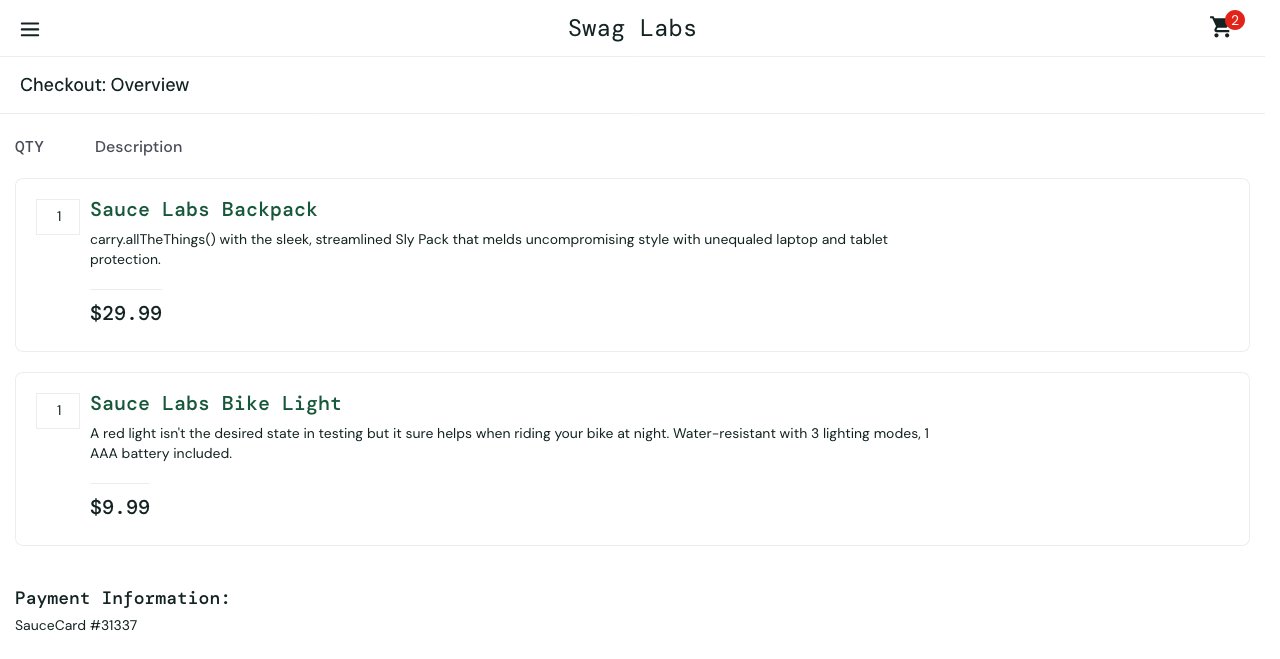 Swag Labs
2
Checkout: Overview
QTY Description
1
Sauce Labs Backpack
carry.allTheThings() with the sleek, streamlined Sly Pack that melds uncompromising style with unequaled laptop and tablet
protection.
$29.99
1
Sauce Labs Bike Light
A red light isn't the desired state in testing but it sure helps when riding your bike at night. Water-resistant with 3 lighting modes, 1
AAA battery included.
$9.99
Payment Information:
SauceCard #31337